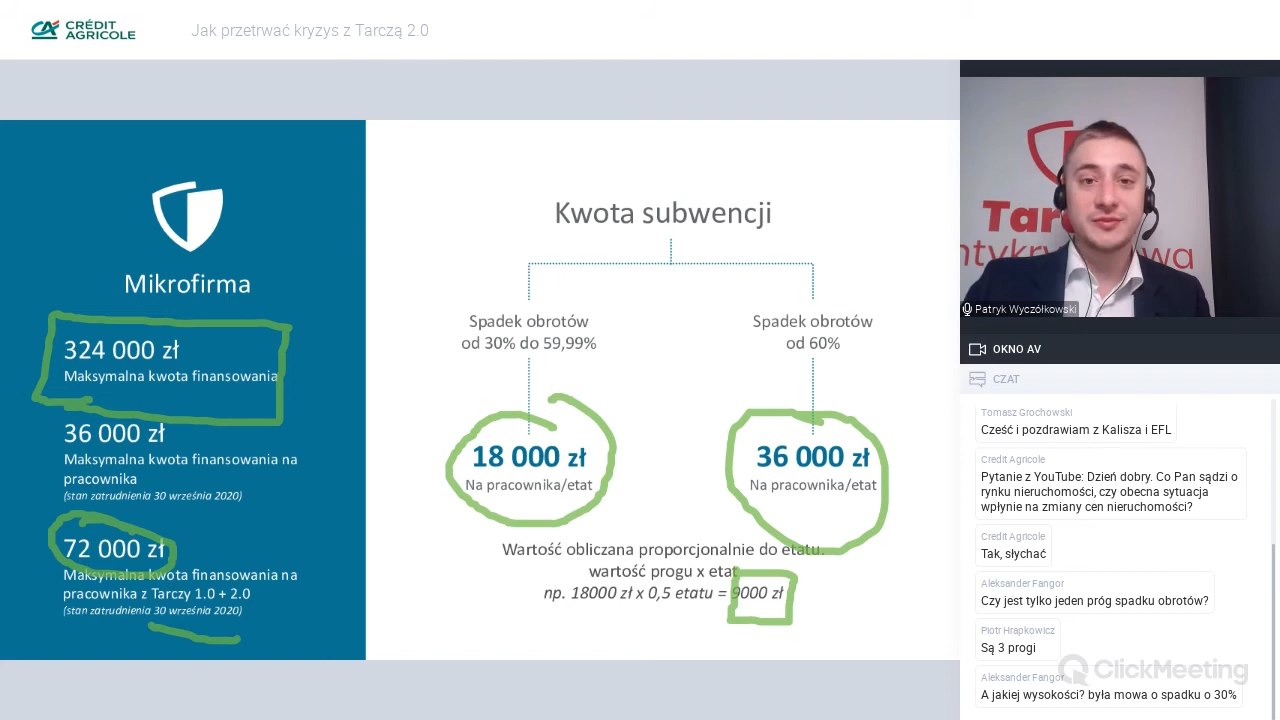 CRÉDIT
AGRICOLE
Jak przetrwać kryzys z Tarczą 2.0
Mikrofirma
324 000 zł
Maksymalna kwota finansowania
36 000 zł
Maksymalna kwota finansowania na
pracownika
(stan zatrudnienia 30 września 2020)
72 000 zł
Maksymalna kwota finansowania na
pracownika z Tarczy 1.0 + 2.0
(stan zatrudnienia 30 września 2020)
Kwota subwencji
Spadek obrotów
od 30% do 59,99%
18 000 zł
Na pracownika/etat
Spadek obrotów
od 60%
36 000 zł
Na pracownika/etat
Wartość obliczana proporcjonalnie do etatu.
wartość progu x etat
np. 18000 zł x 0,5 etatu = 9000 zł
Patryk Wyczółkowski
OKNO AV
CZAT
Tomasz Grochowski
Cześć i pozdrawiam z Kalisza i EFL
Credit Agricole
Pytanie z YouTube: Dzień dobry. Co Pan sądzi o
rynku nieruchomości, czy obecna sytuacja
wpłynie na zmiany cen nieruchomości?
Credit Agricole
Tak, słychać
Aleksander Fangor
Czy jest tylko jeden próg spadku obrotów?
Piotr Hrapkowicz
Są 3 progi
Aleksander Fangor
A jakiej wysokości? była mowa o spadku o 30%
ClickMeeting